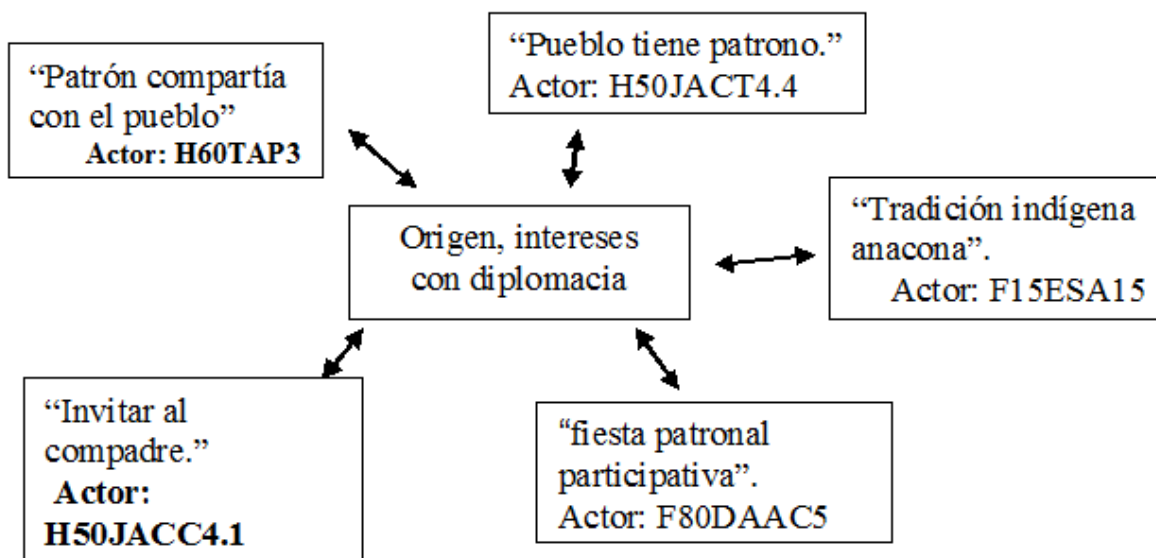 “Pueblo tiene patrono.”
Actor: H50JACT4.4
“Patrón compartía
con el pueblo”
Actor: H60TAP3
“Tradición indígena
anacona”.
Actor: F15ESA15
Origen, intereses
con diplomacia
“Invitar al
compadre.”
Actor:
H50JACC4.1
“fiesta patronal
participativa”.
Actor: F80DAAC5